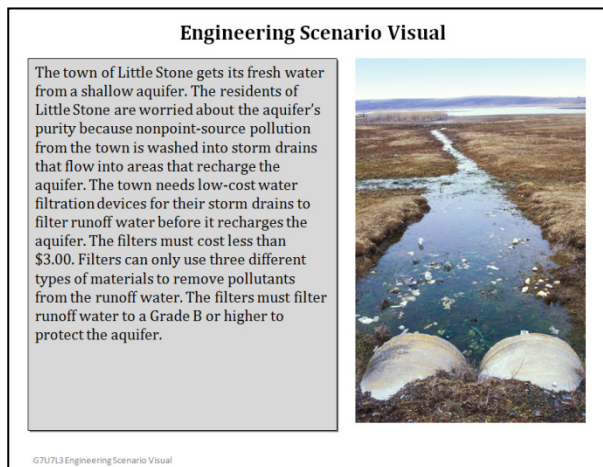 Engineering Scenario Visual
The town of Little Stone gets its fresh water
from a shallow aquifer. The residents of
Little Stone are worried about the aquifer's
purity because nonpoint-source pollution
from the town is washed into storm drains
that flow into areas that recharge the
aquifer. The town needs low-cost water
filtration devices for their storm drains to
filter runoff water before it recharges the
aquifer. The filters must cost less than
$3.00. Filters can only use three different
types of materials to remove pollutants
from the runoff water. The filters must filter
runoff water to a Grade B or higher to
protect the aquifer.
G7U7L3 Engineering Scenario Visual